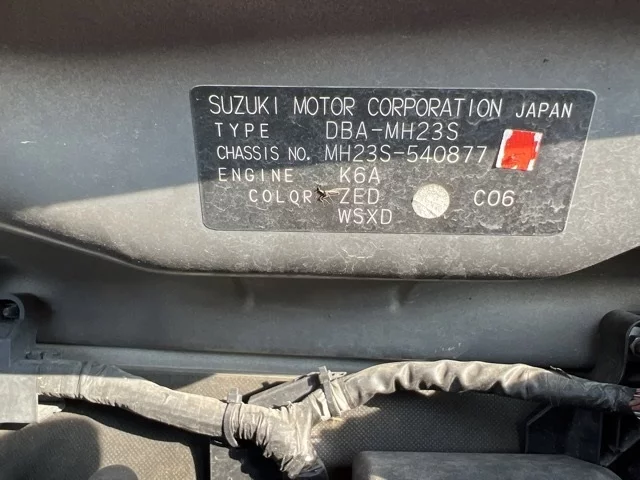 SUZUKI MOTOR CORPORATION JAPAN
TYPE DBA-MH23S
CHASSIS NO. MH23S-540877
ENGINE K6A
COLOR ZED C06
WSXD